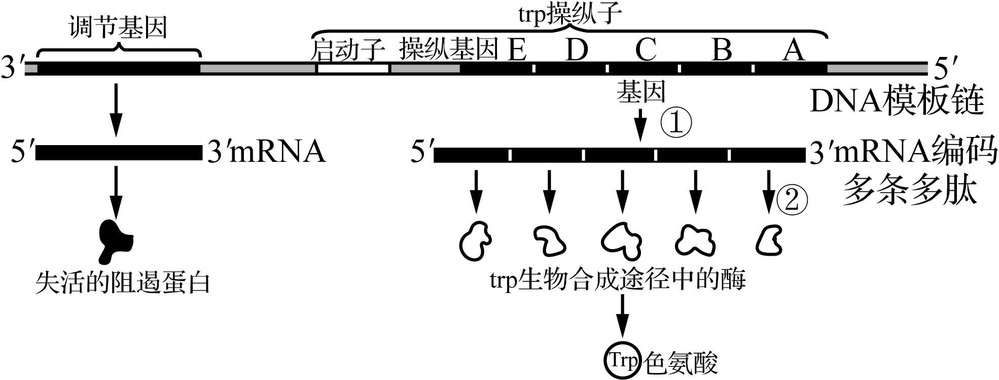 trp操纵子
调节基因
启动子 操纵基因 E D C B A
3′ 5′
基因
DNA模板链
①
5′ 3′mRNA
5′ 3′mRNA编码
多条多肽
②
失活的阻遏蛋白
trp生物合成途径中的酶
Trp 色氨酸